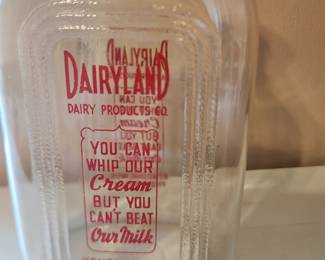 DAIRYLAND
DAIRY PRODUCTS CO.
YOU CAN
WHIP OUR
Cream
BUT YOU
CAN'T BEAT
Our Milk